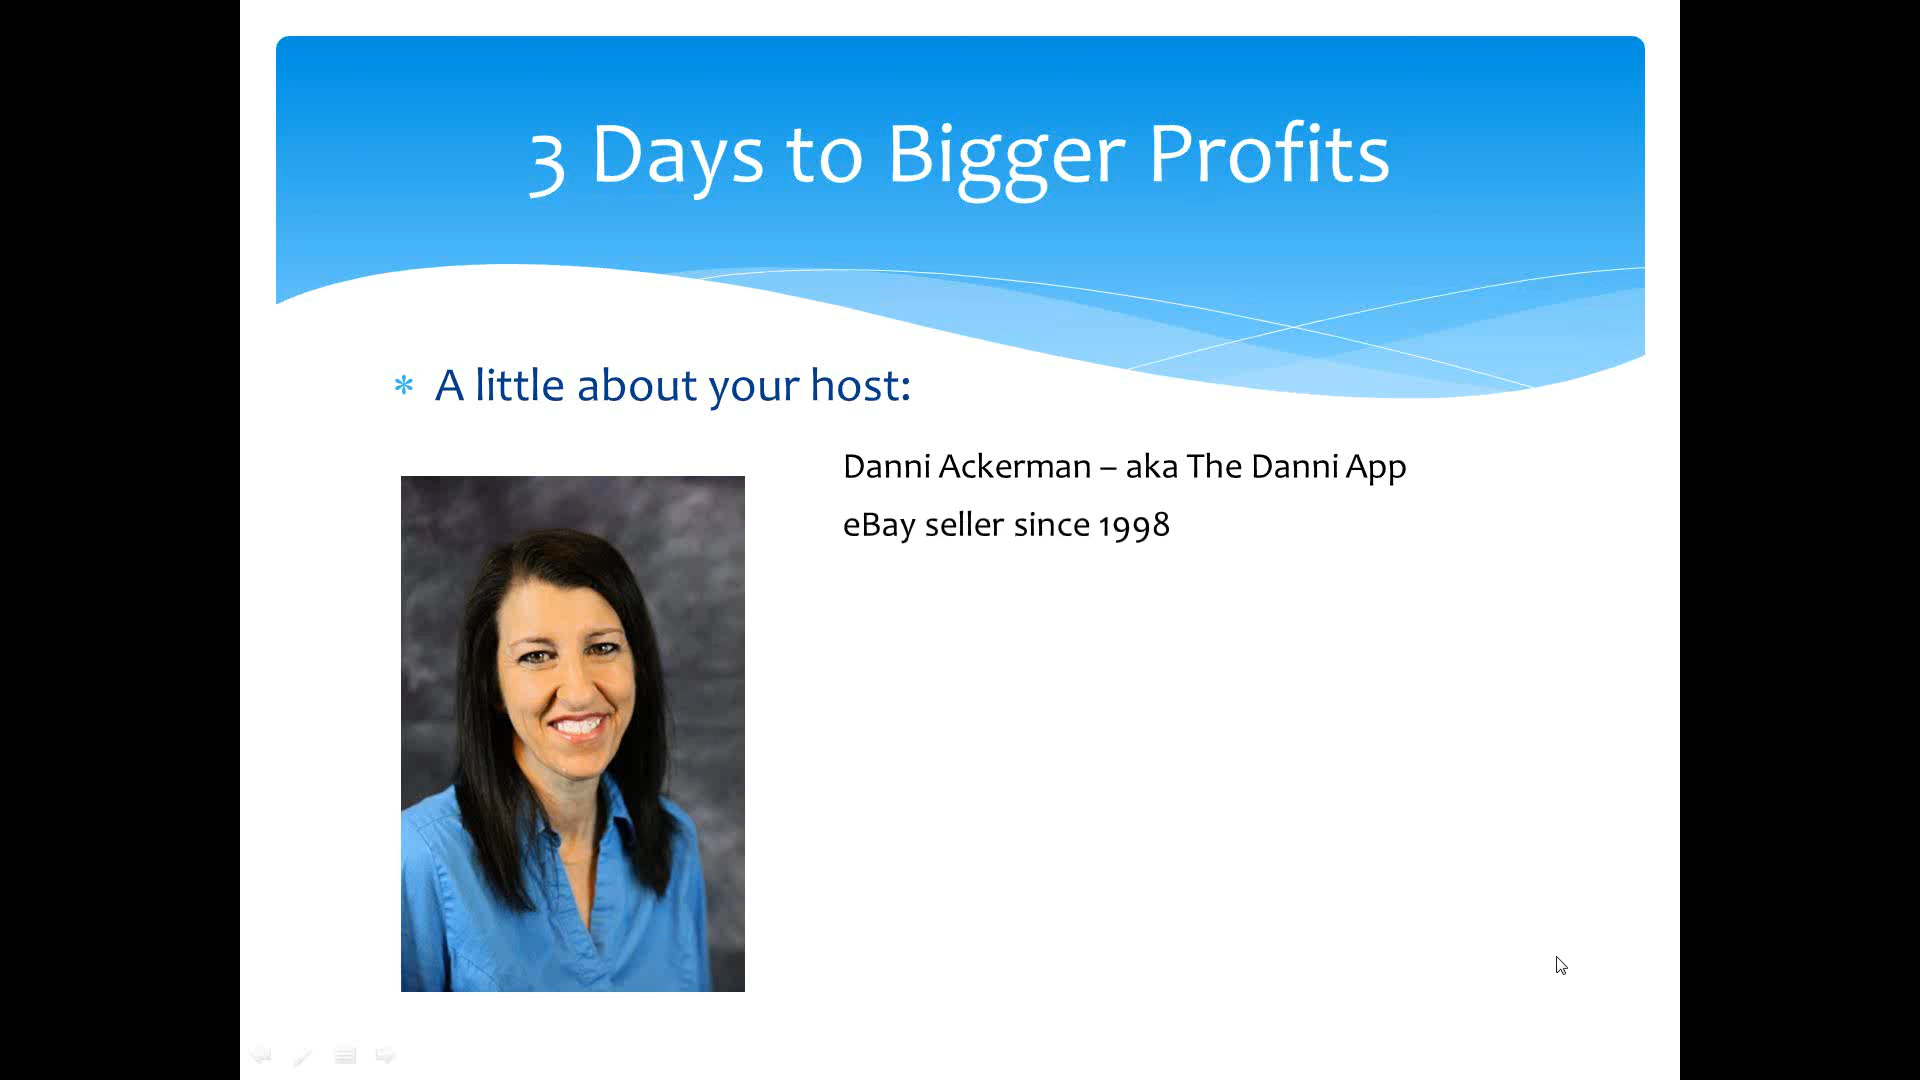 3 Days to Bigger Profits
* A little about your host:
Danni Ackerman – aka The Danni App
eBay seller since 1998